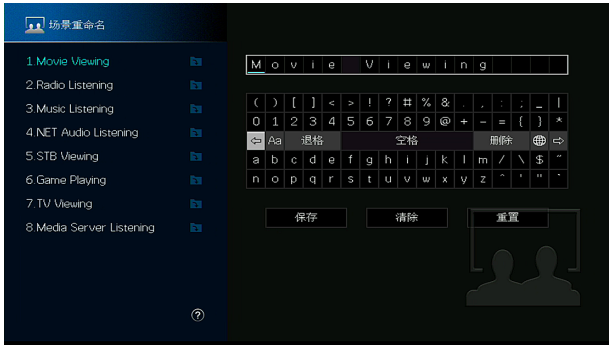 场景重命名
1.Movie Viewing
2.Radio Listening
3.Music Listening
4.NET Audio Listening
5.STB Viewing
6.Game Playing
7.TV Viewing
8.Media Server Listening
Movie Viewing
( ) [ ] < > ! ? # % & . , : ; _ |
0 1 2 3 4 5 6 7 8 9 @ + - = { } *
⇦ Aa 退格 空格 删除 ⇨
a b c d e f g h i j k l m / \ $ ~
n o p q r s t u v w x y z ^ ' " `
保存 清除 重置
?